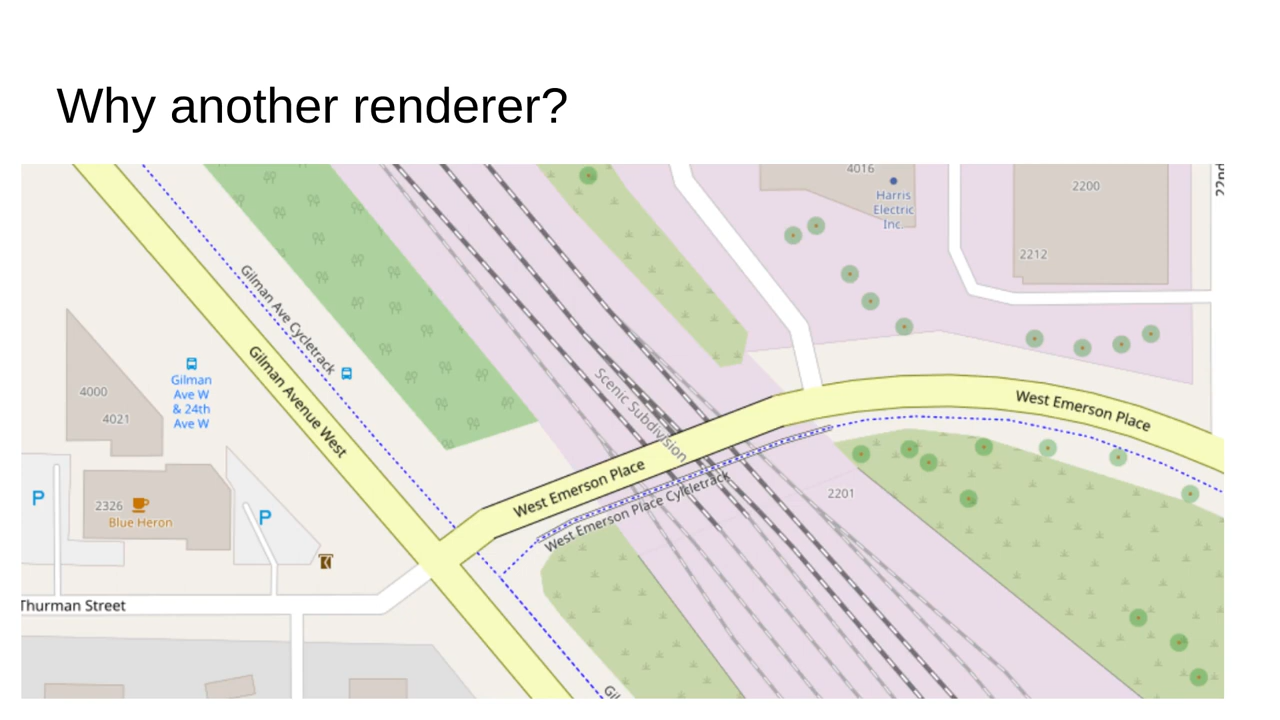 Why another renderer?
4016
Harris
Electric
Inc.
2200
22nd
2212
Gilman Ave Cycletrack
Gilman Avenue West
Gilman
Ave W
& 24th
Ave W
4000
4021
Scenic Subdivision
West Emerson Place
West Emerson Place
West Emerson Place Cylcletrack
2201
P
2326
Blue Heron
P
Thurman Street
Gil